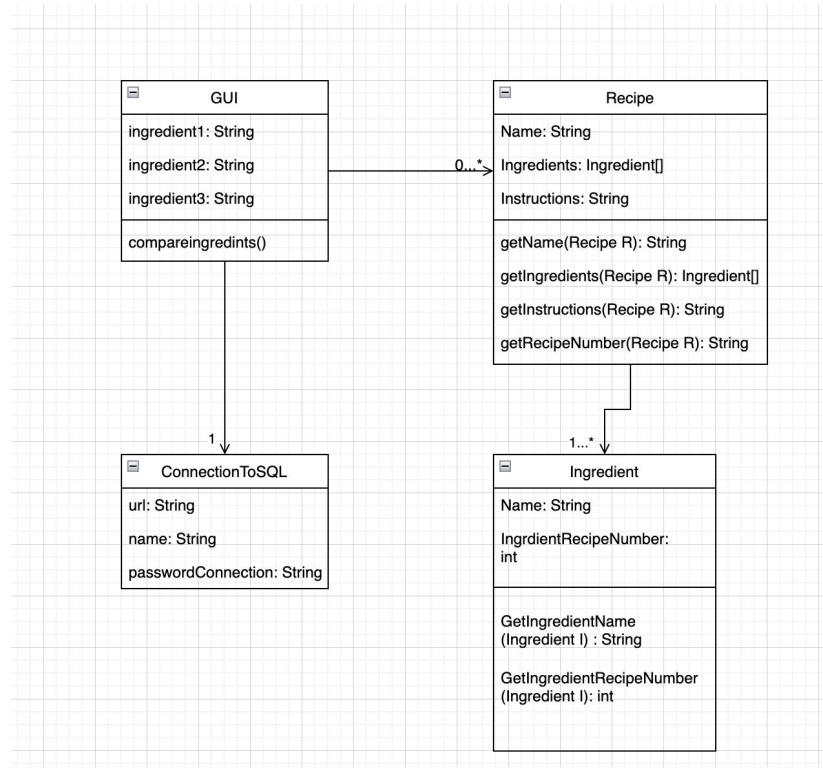 GUI
ingredient1: String
ingredient2: String
ingredient3: String
compareingredints()
0...*
Recipe
Name: String
Ingredients: Ingredient[]
Instructions: String
getName(Recipe R): String
getIngredients(Recipe R): Ingredient[]
getInstructions(Recipe R): String
getRecipeNumber(Recipe R): String
1
ConnectionToSQL
url: String
name: String
passwordConnection: String
1...*
Ingredient
Name: String
IngrdientRecipeNumber:
int
GetIngredientName
(Ingredient I) : String
GetIngredientRecipeNumber
(Ingredient I): int